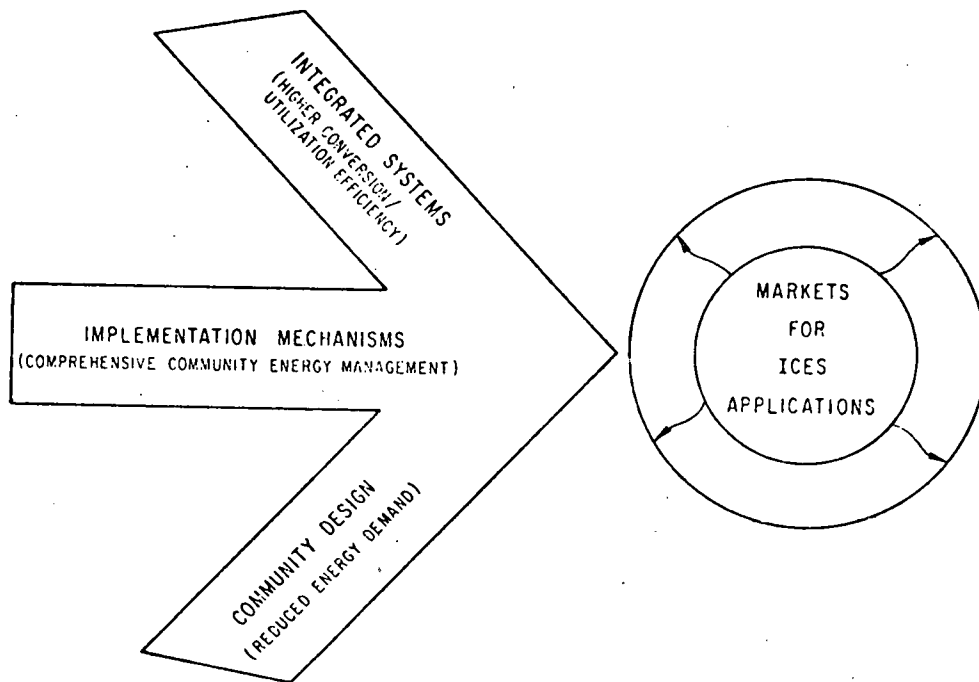 INTEGRATED SYSTEMS
(HIGHER CONVERSION/
UTILIZATION EFFICIENCY)
IMPLEMENTATION MECHANISMS
(COMPREHENSIVE COMMUNITY ENERGY MANAGEMENT)
COMMUNITY DESIGN
(REDUCED ENERGY DEMAND)
MARKETS
FOR
ICES
APPLICATIONS